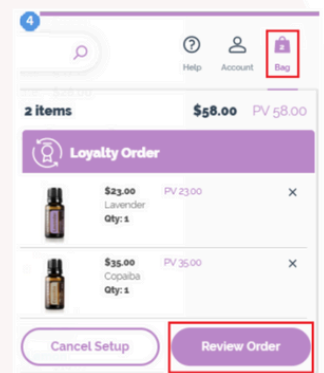 4
Help Account 2 Bag
2 items $58.00 PV 58.00
Loyalty Order
$23.00 PV 23.00 ×
Lavender
Qty: 1
$35.00 PV 35.00 ×
Copaiba
Qty: 1
Cancel Setup Review Order